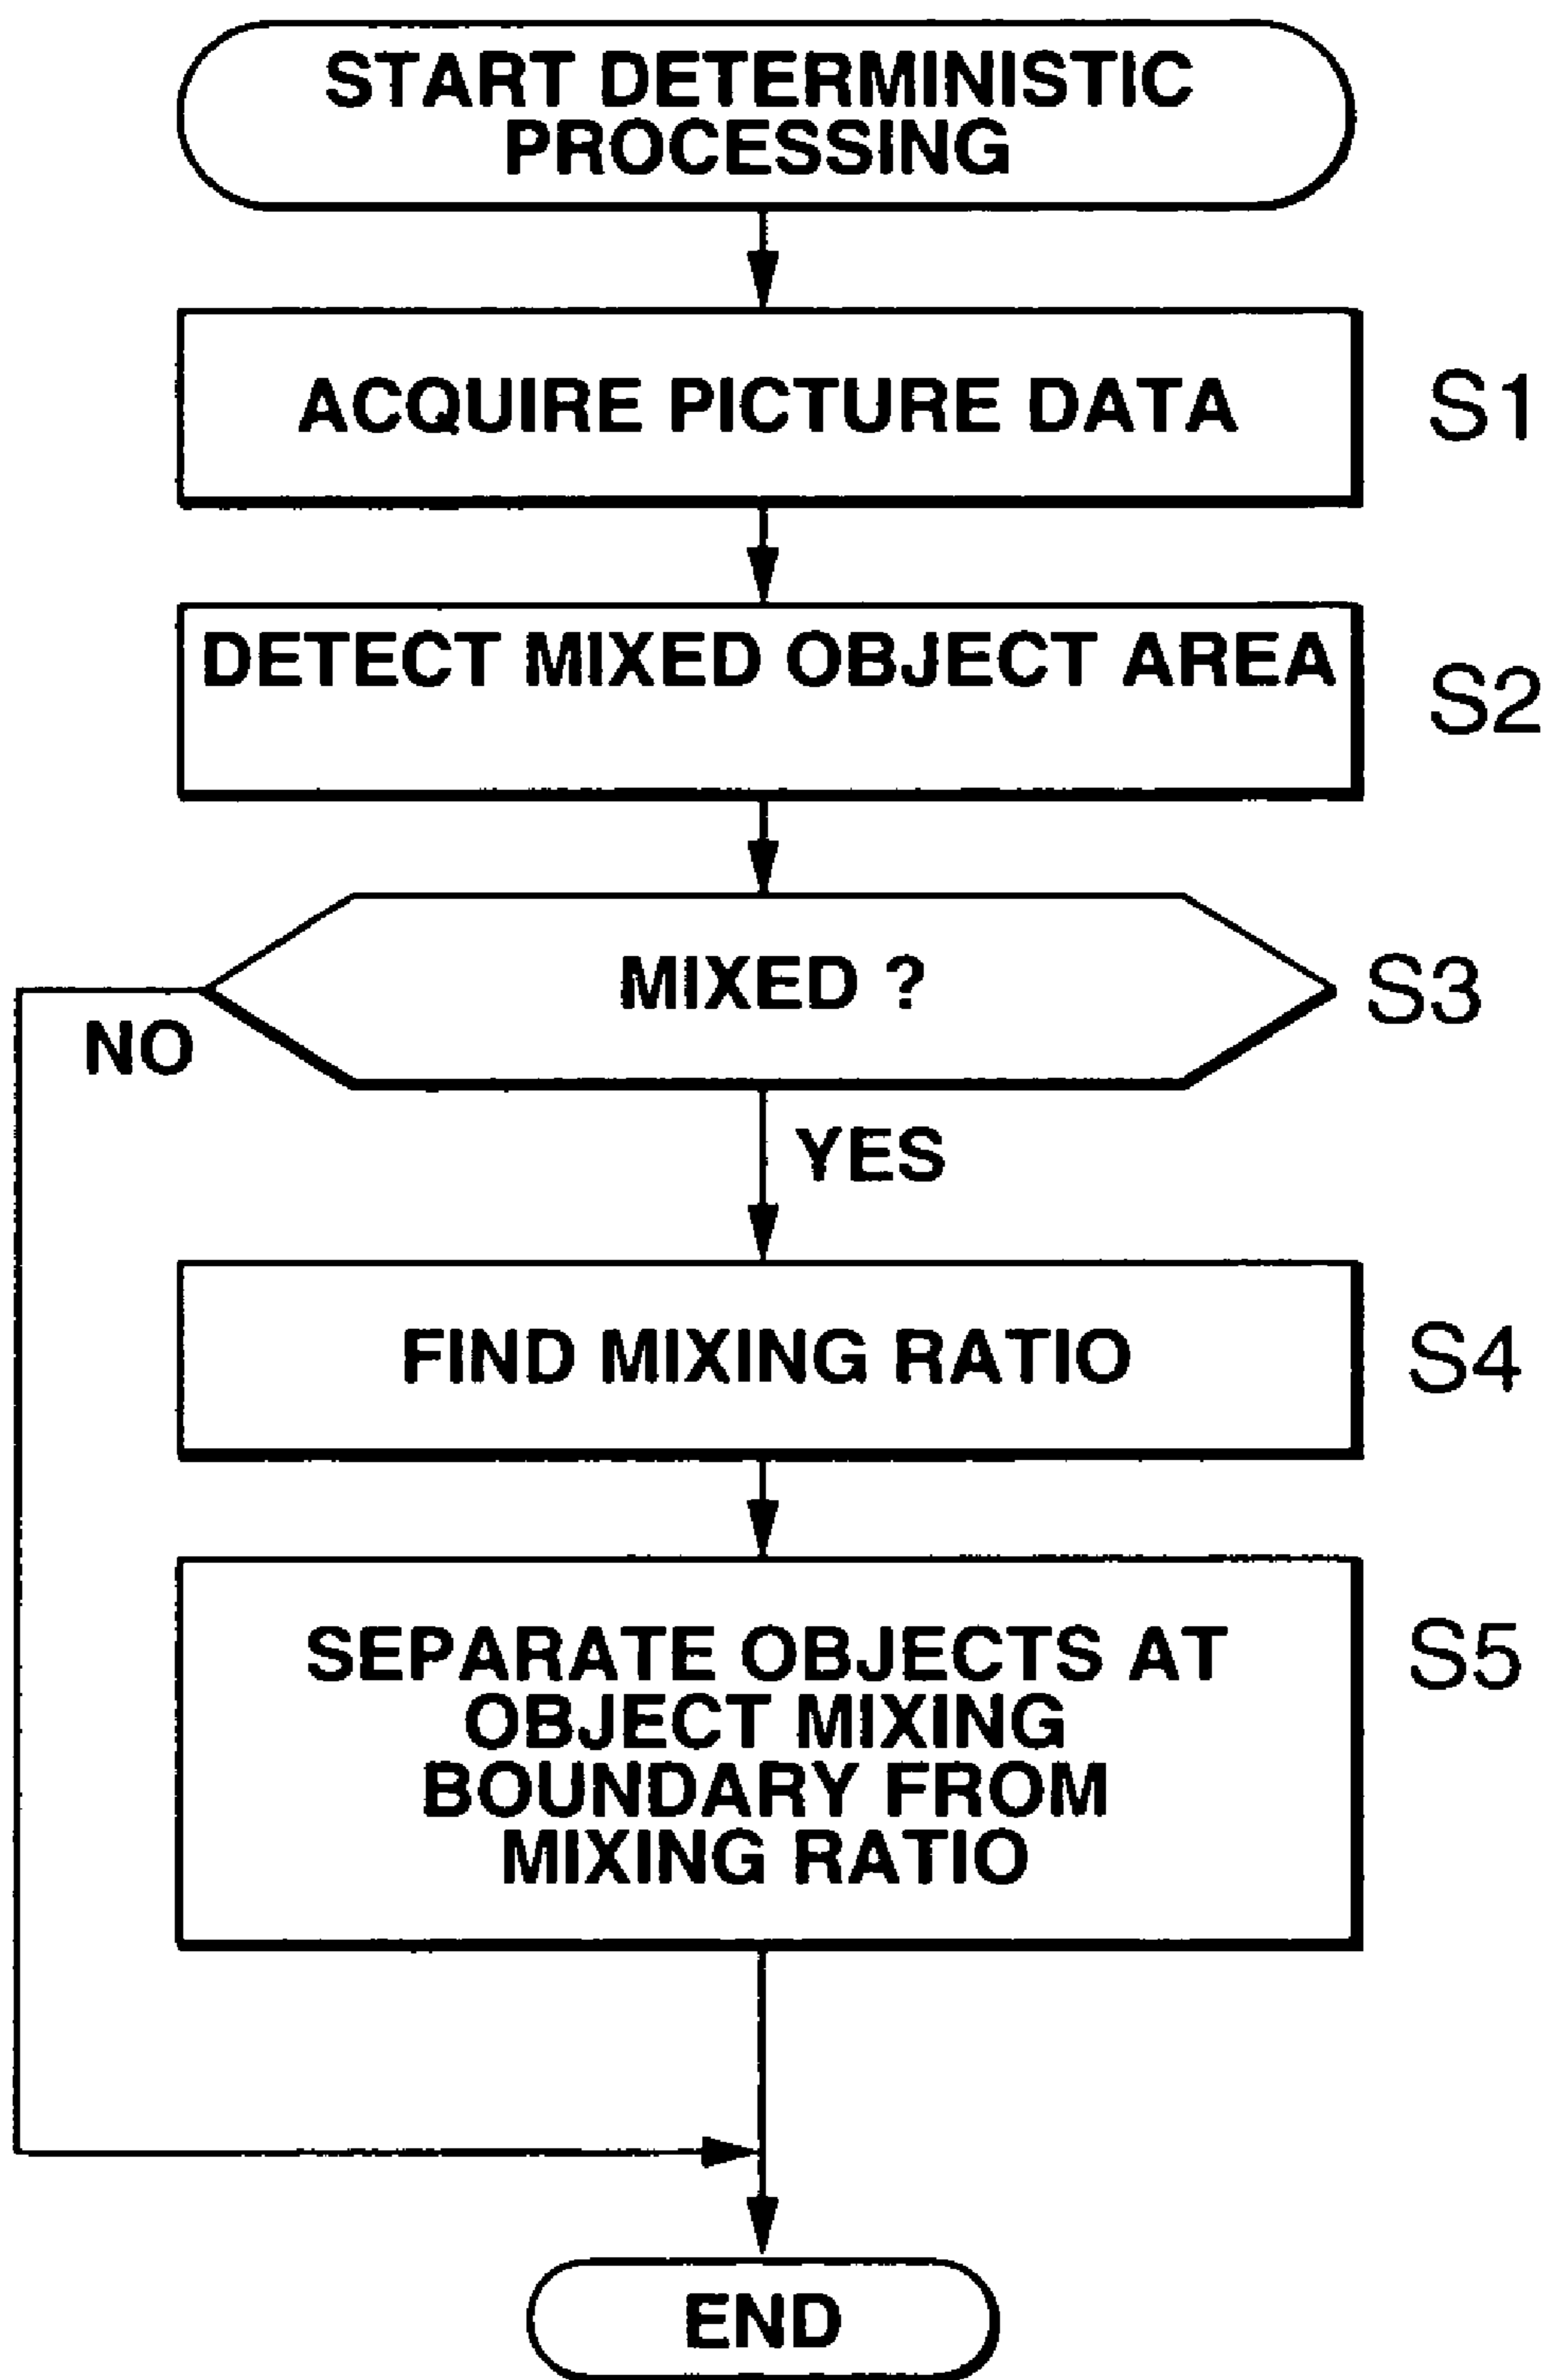 START DETERMINISTIC
PROCESSING
ACQUIRE PICTURE DATA
S1
DETECT MIXED OBJECT AREA
S2
MIXED ?
S3
NO
YES
FIND MIXING RATIO
S4
SEPARATE OBJECTS AT
OBJECT MIXING
BOUNDARY FROM
MIXING RATIO
S5
END